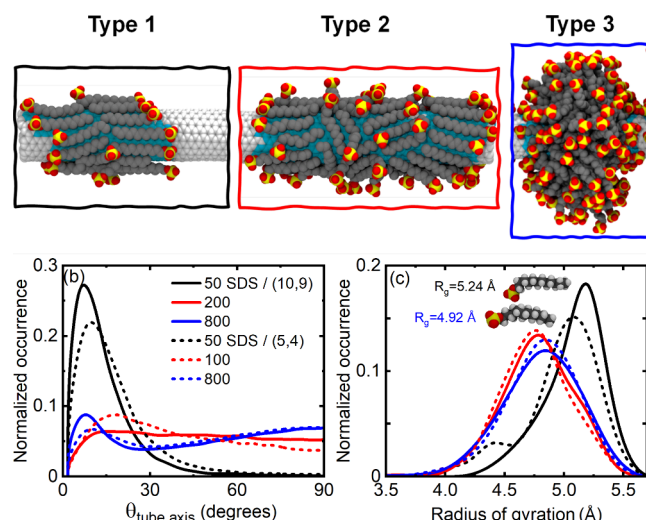 Type 1 Type 2 Type 3
0.3 (b) 50 SDS / (10,9) 200 800 50 SDS / (5,4) 100 800
0.2
0.1
0.0
0 30 60 90
θtube axis (degrees)
Normalized occurrence
0.2 (c) Rg=5.24 Å
Rg=4.92 Å
0.1
0.0
3.5 4.0 4.5 5.0 5.5
Radius of gyration (Å)
Normalized occurrence